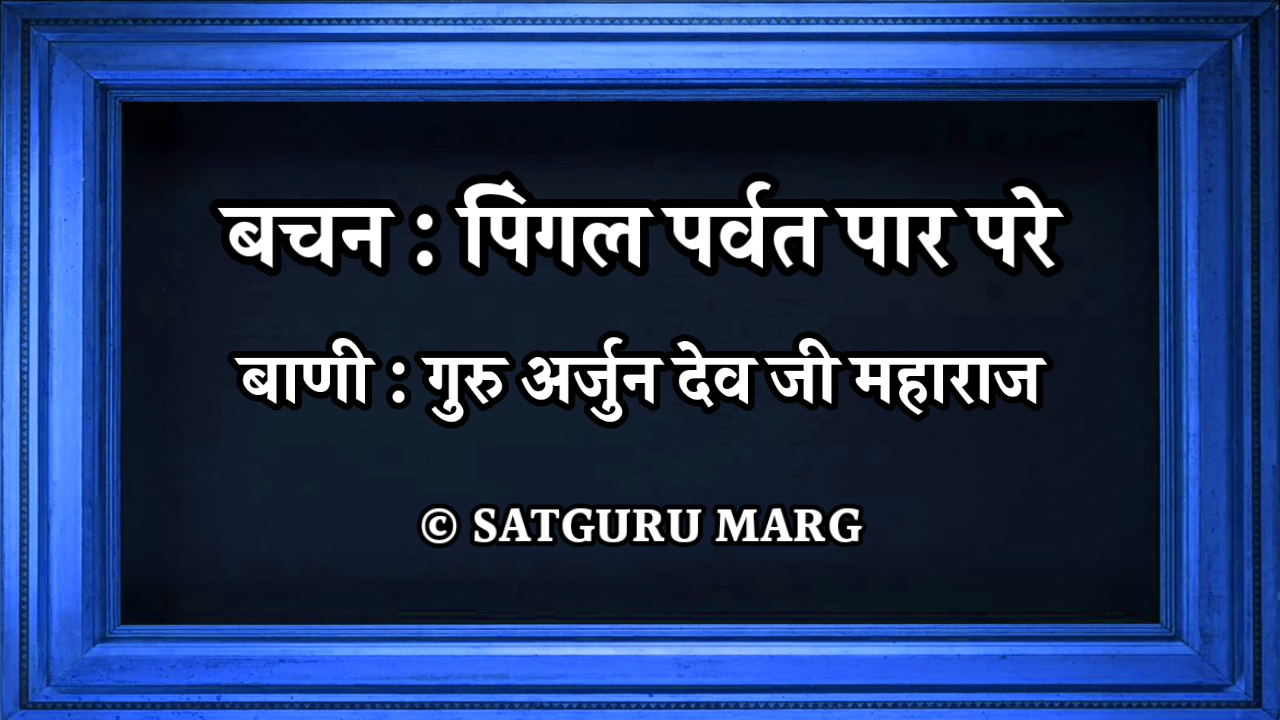 बचन : पिंगल पर्वत पार परे
बाणी : गुरु अर्जुन देव जी महाराज
© SATGURU MARG